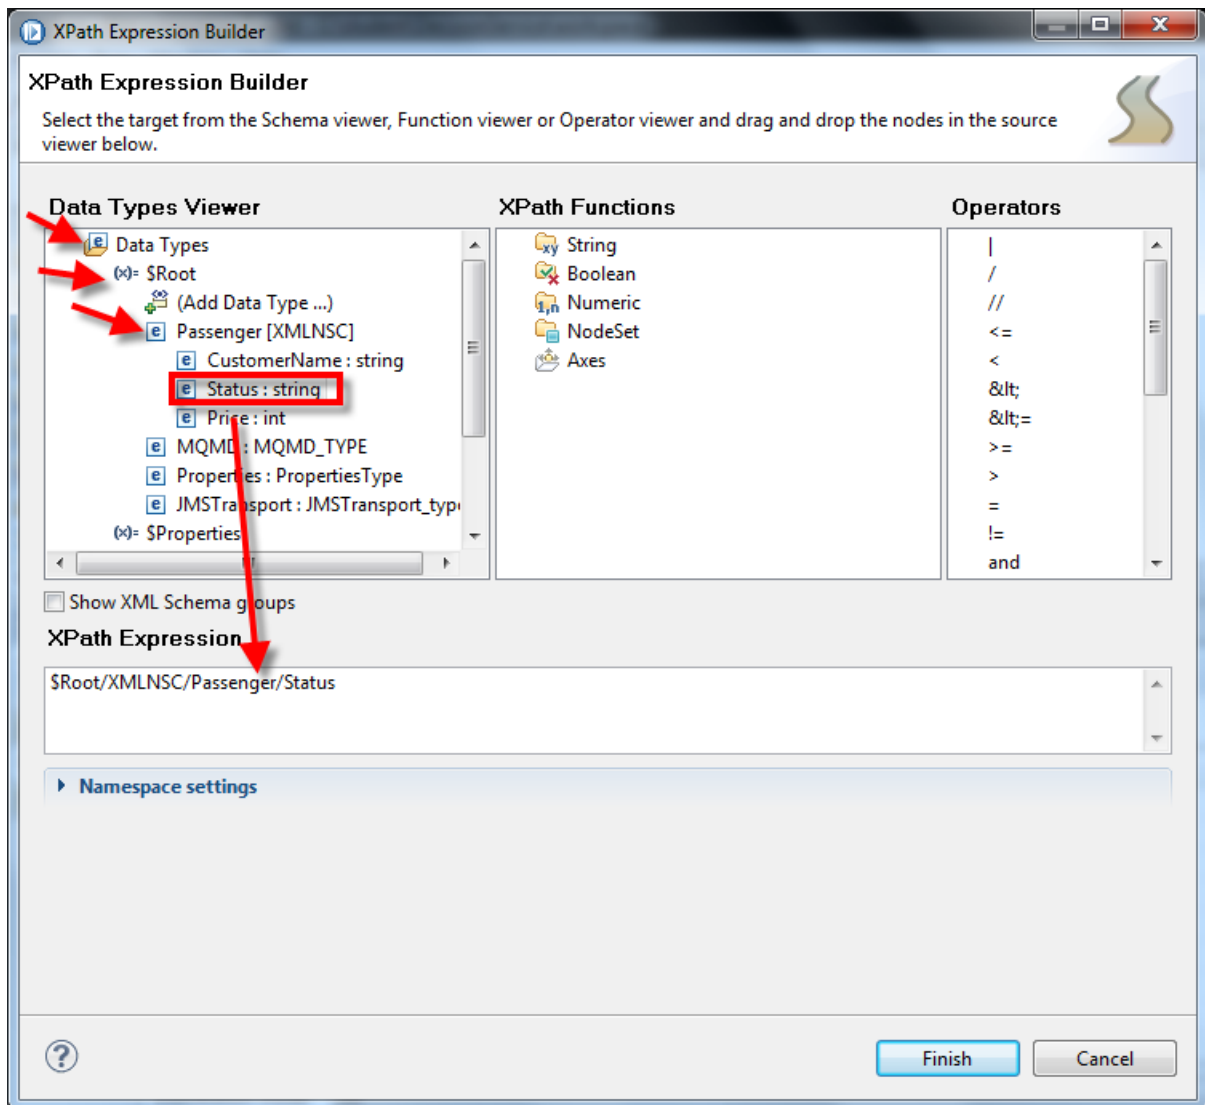 XPath Expression Builder
XPath Expression Builder
Select the target from the Schema viewer, Function viewer or Operator viewer and drag and drop the nodes in the source
viewer below.
Data Types Viewer
Data Types
(x)= $Root
(Add Data Type ...)
Passenger [XMLNSC]
CustomerName : string
Status : string
Price : int
MQMD : MQMD_TYPE
Properties : PropertiesType
JMSTransport : JMSTransport_type
(x)= $Properties
XPath Functions
String
Boolean
Numeric
NodeSet
Axes
Operators
|
/
//
<=
<
&lt;
&lt;=
>=
>
=
!=
and
Show XML Schema groups
XPath Expression
$Root/XMLNSC/Passenger/Status
Namespace settings
?
Finish
Cancel